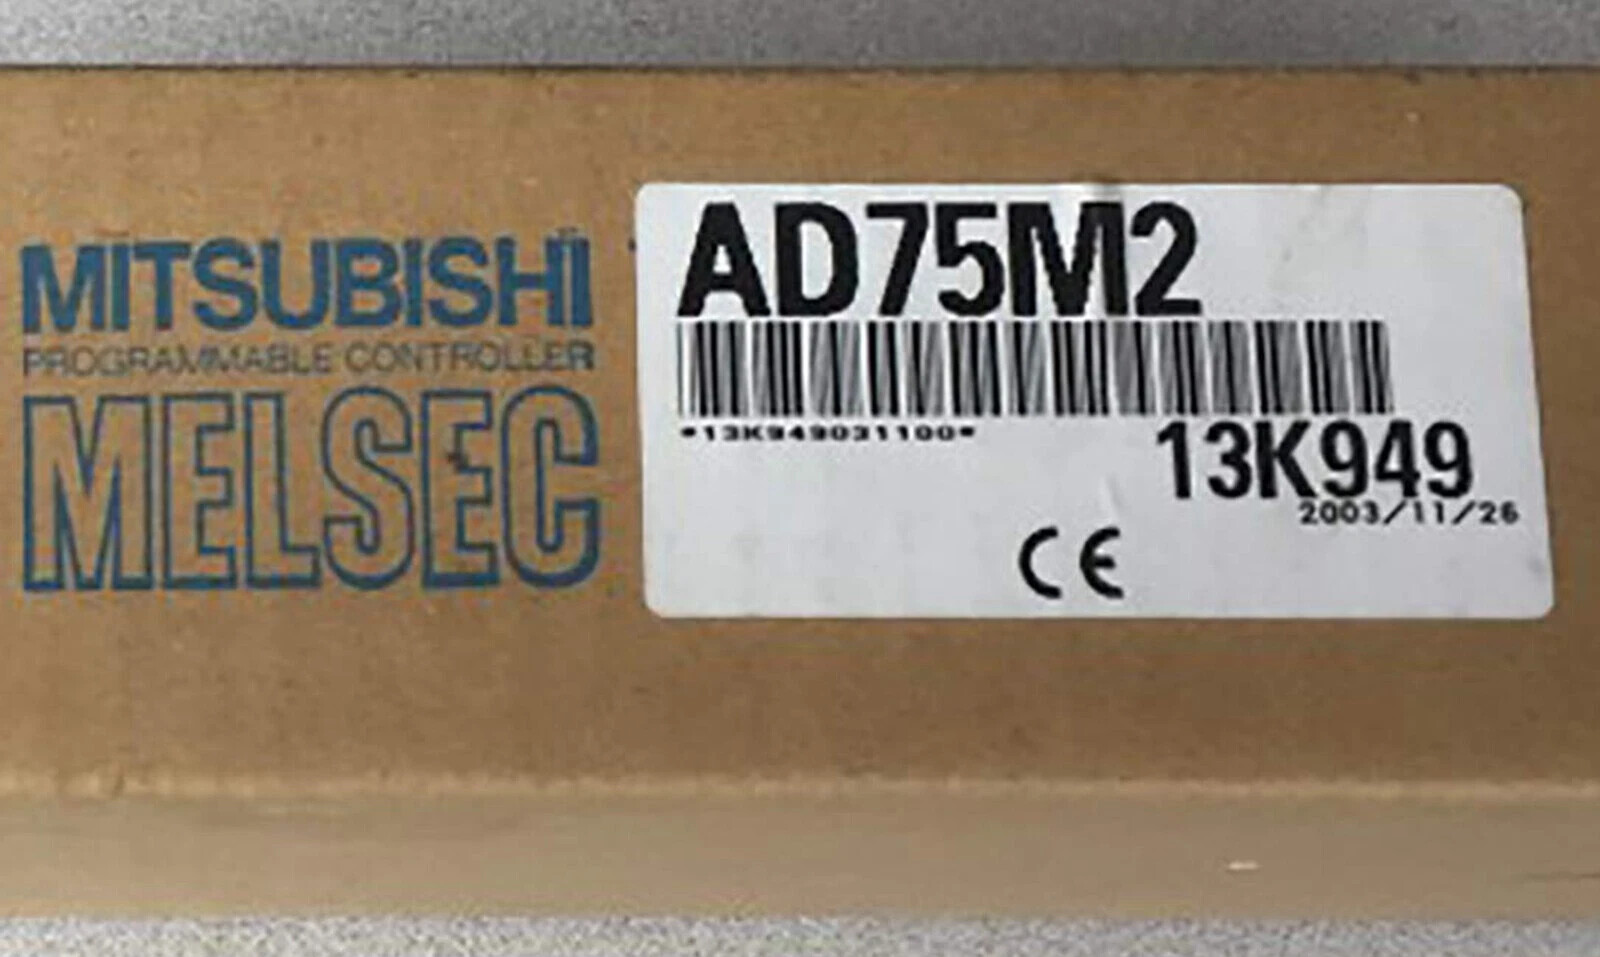 MITSUBISHI
PROGRAMMABLE CONTROLLER
MELSEC
AD75M2
*13K949031100*
13K949
2003/11/26
CE